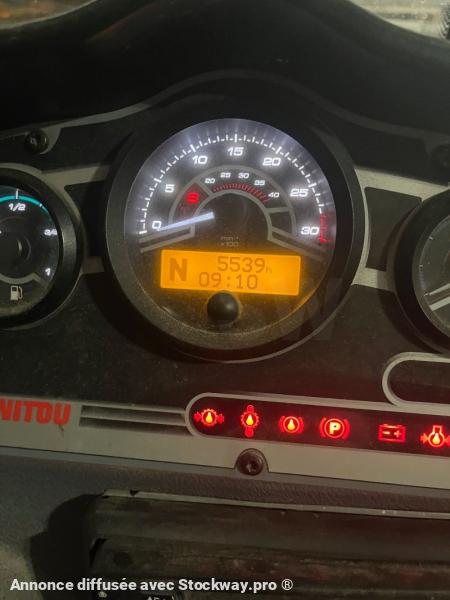 10 15 20
5 25
0 30
20 25 30 35 40
min⁻¹
x100
1/2
3/4
1
N 5539h
09:10
NITOU
P
Annonce diffusée avec Stockway.pro ®